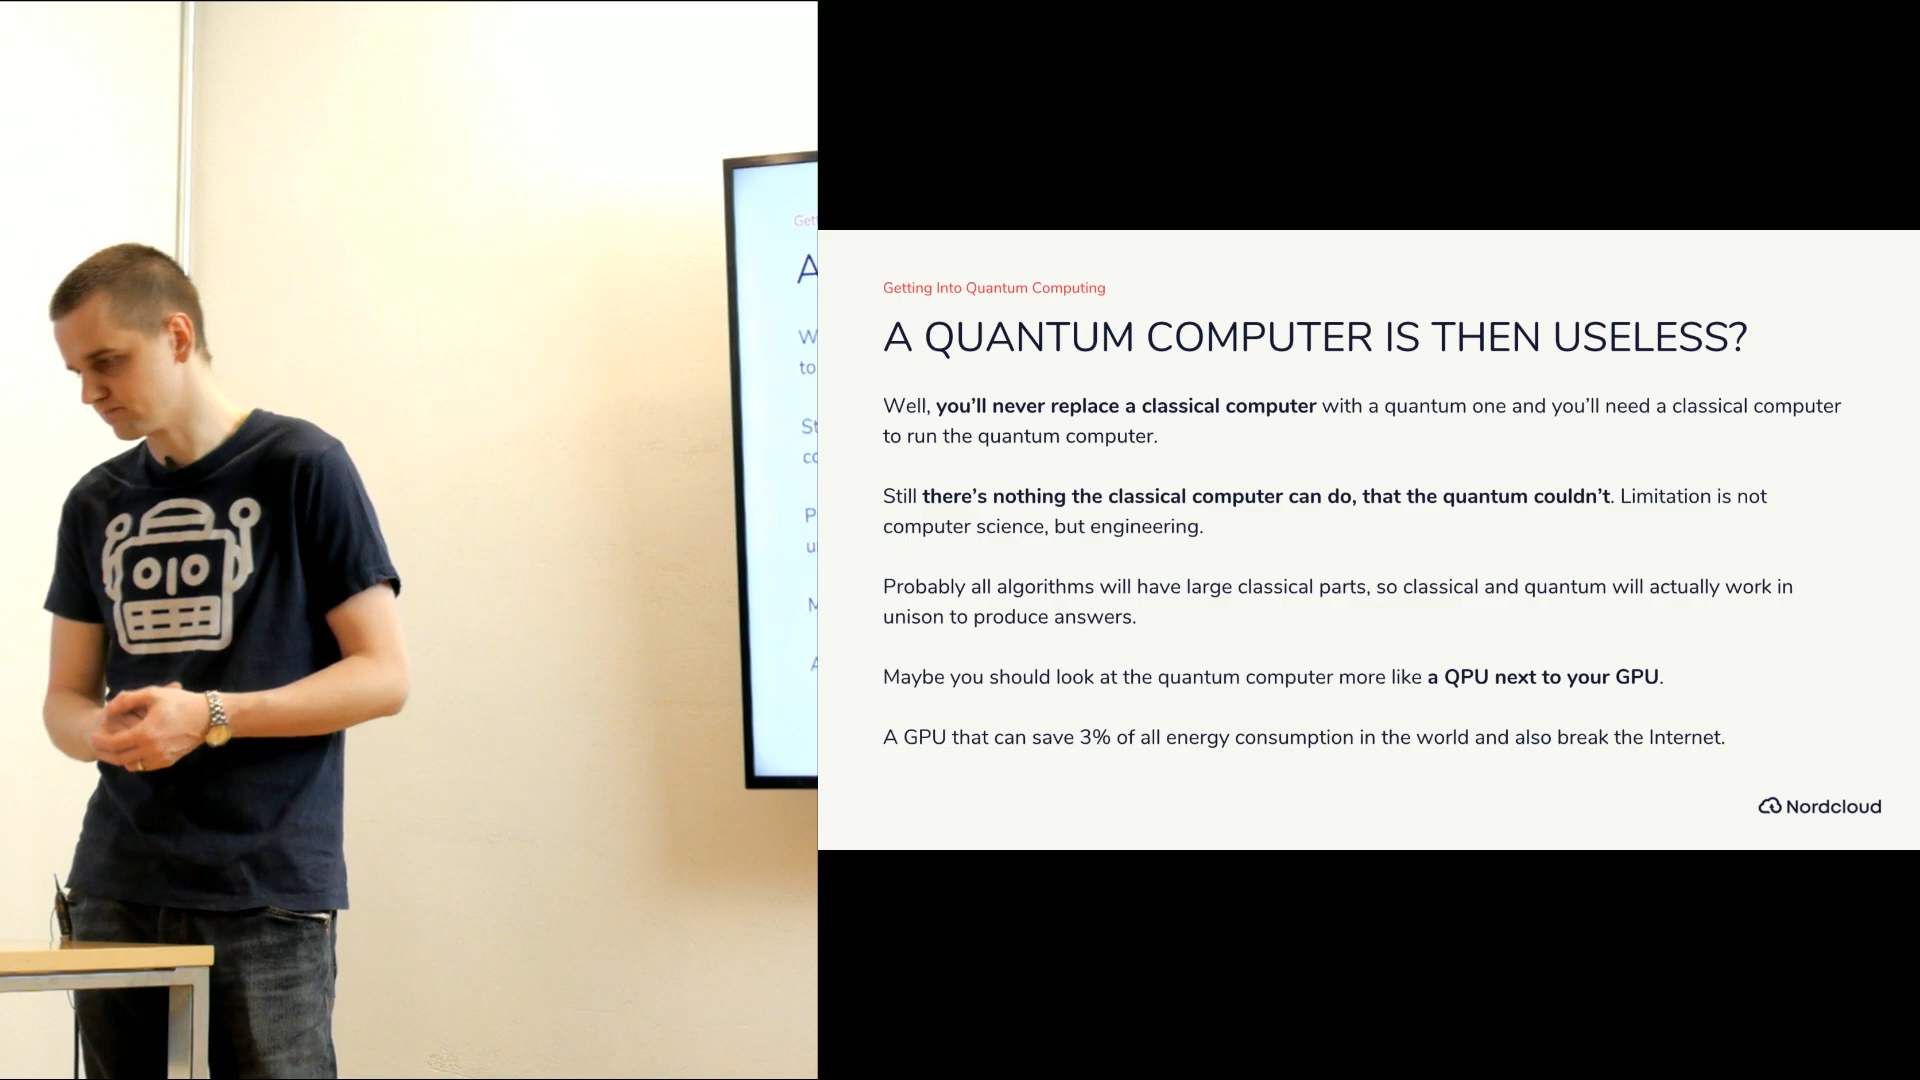 Getting Into Quantum Computing
A QUANTUM COMPUTER IS THEN USELESS?
Well, you’ll never replace a classical computer with a quantum one and you’ll need a classical computer
to run the quantum computer.
Still there’s nothing the classical computer can do, that the quantum couldn’t. Limitation is not
computer science, but engineering.
Probably all algorithms will have large classical parts, so classical and quantum will actually work in
unison to produce answers.
Maybe you should look at the quantum computer more like a QPU next to your GPU.
A GPU that can save 3% of all energy consumption in the world and also break the Internet.
Nordcloud